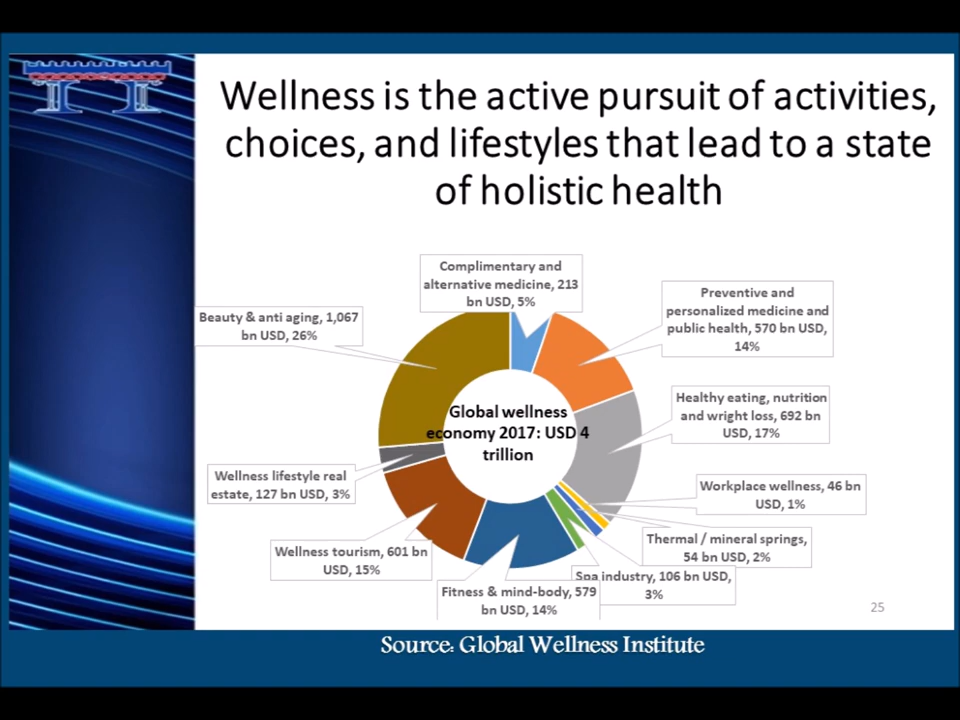 Wellness is the active pursuit of activities,
choices, and lifestyles that lead to a state
of holistic health
Complimentary and
alternative medicine, 213
bn USD, 5%
Preventive and
personalized medicine and
public health, 570 bn USD,
14%
Healthy eating, nutrition
and wright loss, 692 bn
USD, 17%
Workplace wellness, 46 bn
USD, 1%
Thermal / mineral springs,
54 bn USD, 2%
Spa industry, 106 bn USD,
3%
Fitness & mind-body, 579
bn USD, 14%
Wellness tourism, 601 bn
USD, 15%
Wellness lifestyle real
estate, 127 bn USD, 3%
Beauty & anti aging, 1,067
bn USD, 26%
Global wellness
economy 2017: USD 4
trillion
25
Source: Global Wellness Institute